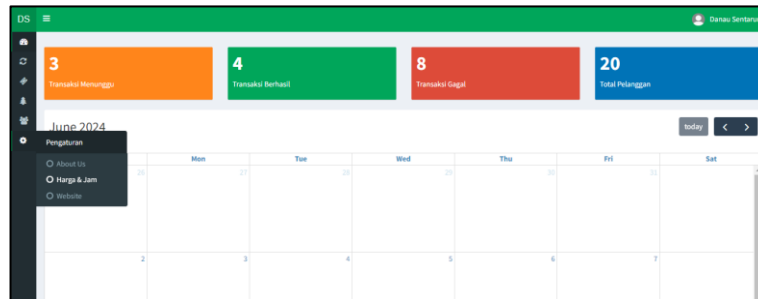 DS
Danau Sentarum
3
Transaksi Menunggu
4
Transaksi Berhasil
8
Transaksi Gagal
20
Total Pelanggan
June 2024
today
Pengaturan
About Us
Harga & Jam
Website
Mon Tue Wed Thu Fri Sat
26 27 28 29 30 31
2 3 4 5 6 7